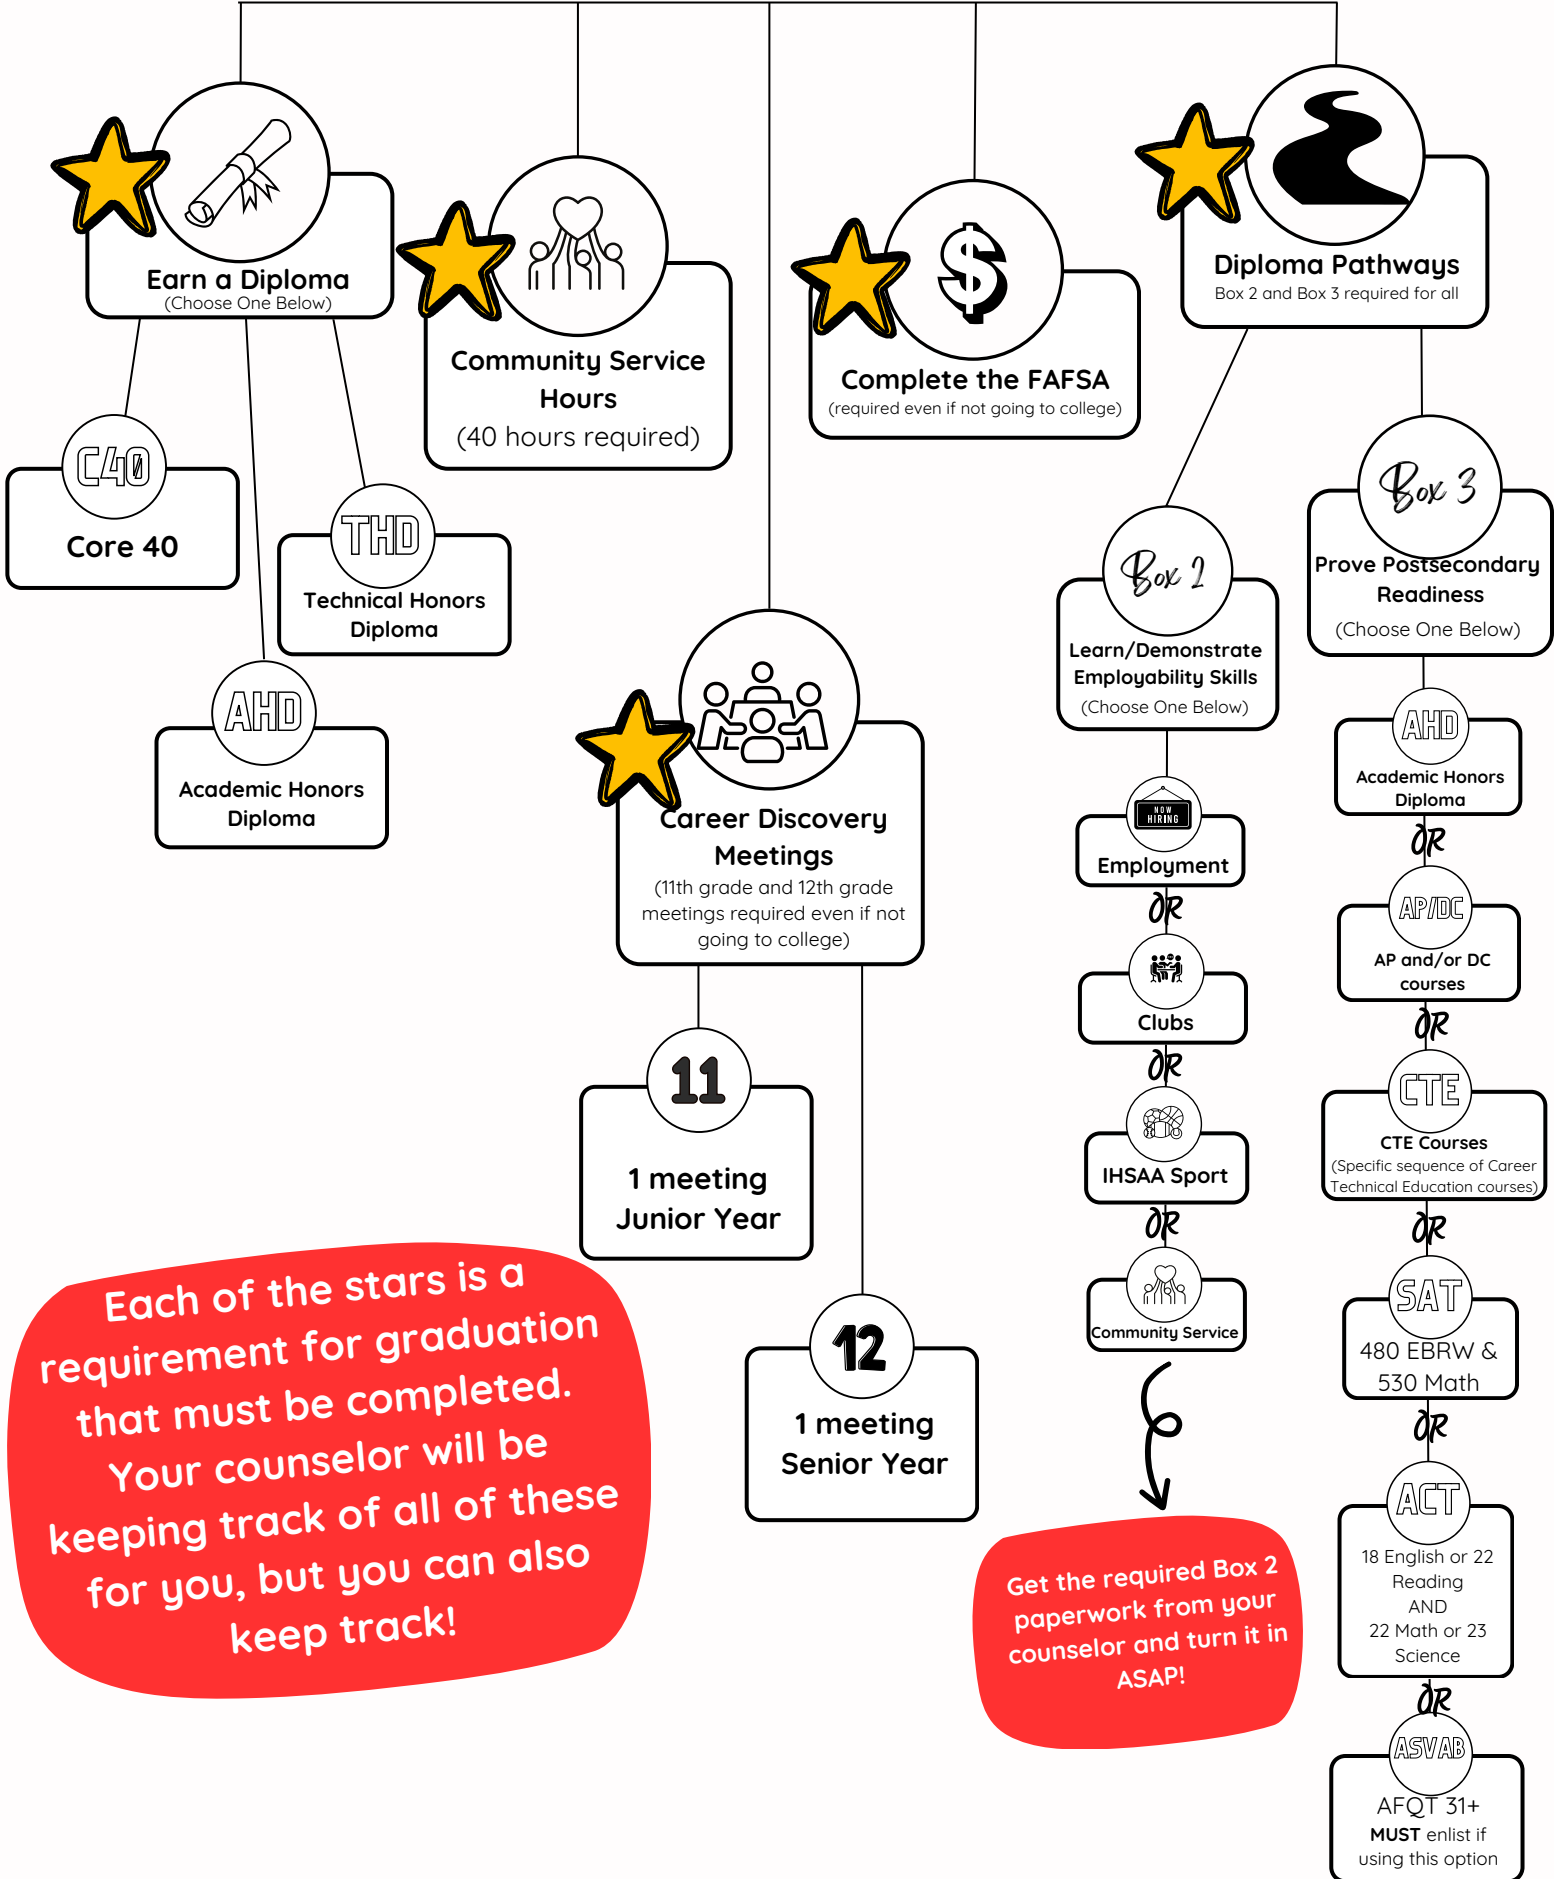 Earn a Diploma
(Choose One Below)
C40
Core 40
THD
Technical Honors
Diploma
AHD
Academic Honors
Diploma
Community Service
Hours
(40 hours required)
Career Discovery
Meetings
(11th grade and 12th grade
meetings required even if not
going to college)
11
1 meeting
Junior Year
12
1 meeting
Senior Year
Complete the FAFSA
(required even if not going to college)
Diploma Pathways
Box 2 and Box 3 required for all
Box 2
Learn/Demonstrate
Employability Skills
(Choose One Below)
NOW
HIRING
Employment
OR
Clubs
OR
IHSAA Sport
OR
Community Service
Get the required Box 2
paperwork from your
counselor and turn it in
ASAP!
Box 3
Prove Postsecondary
Readiness
(Choose One Below)
AHD
Academic Honors
Diploma
OR
AP/DC
AP and/or DC
courses
OR
CTE
CTE Courses
(Specific sequence of Career
Technical Education courses)
OR
SAT
480 EBRW &
530 Math
OR
ACT
18 English or 22
Reading
AND
22 Math or 23
Science
OR
ASVAB
AFQT 31+
MUST enlist if
using this option
Each of the stars is a
requirement for graduation
that must be completed.
Your counselor will be
keeping track of all of these
for you, but you can also
keep track!